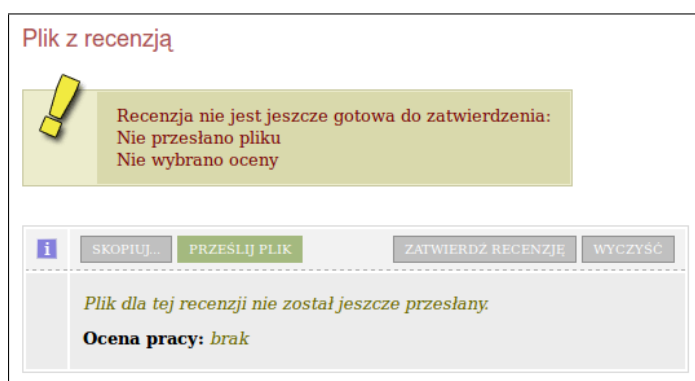 Plik z recenzją
Recenzja nie jest jeszcze gotowa do zatwierdzenia:
Nie przesłano pliku
Nie wybrano oceny
i SKOPIUJ... PRZEŚLIJ PLIK ZATWIERDŹ RECENZJĘ WYCZYŚĆ
Plik dla tej recenzji nie został jeszcze przesłany.
Ocena pracy: brak